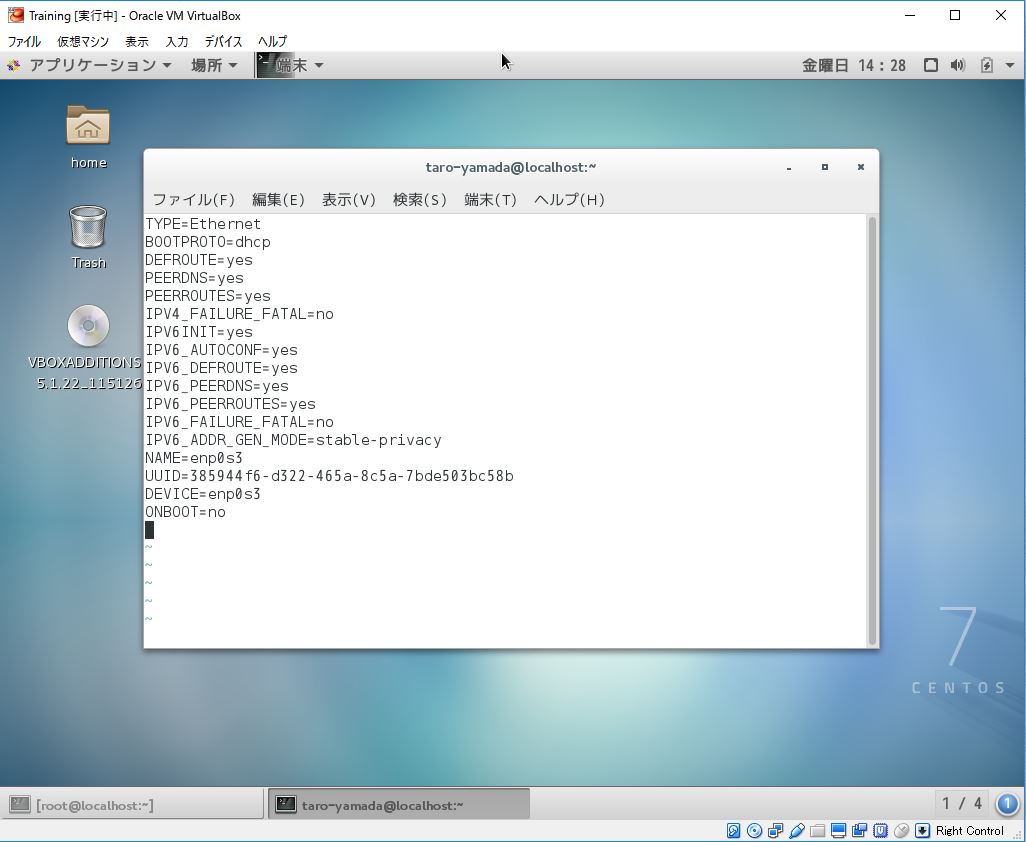 Training [実行中] - Oracle VM VirtualBox
ファイル 仮想マシン 表示 入力 デバイス ヘルプ
アプリケーション 場所 端末 金曜日 14：28
home
Trash
VBOXADDITIONS
5.1.22_115126
taro-yamada@localhost:~
ファイル(F) 編集(E) 表示(V) 検索(S) 端末(T) ヘルプ(H)
TYPE=Ethernet
BOOTPROTO=dhcp
DEFROUTE=yes
PEERDNS=yes
PEERROUTES=yes
IPV4_FAILURE_FATAL=no
IPV6INIT=yes
IPV6_AUTOCONF=yes
IPV6_DEFROUTE=yes
IPV6_PEERDNS=yes
IPV6_PEERROUTES=yes
IPV6_FAILURE_FATAL=no
IPV6_ADDR_GEN_MODE=stable-privacy
NAME=enp0s3
UUID=385944f6-d322-465a-8c5a-7bde503bc58b
DEVICE=enp0s3
ONBOOT=no
~
~
~
~
~
7
CENTOS
[root@localhost:~] taro-yamada@localhost:~ 1 / 4 1
Right Control